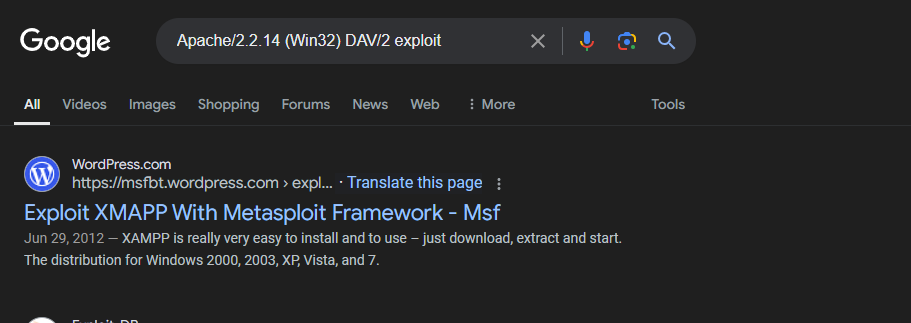 Google
Apache/2.2.14 (Win32) DAV/2 exploit
All Videos Images Shopping Forums News Web More Tools
WordPress.com
https://msfbt.wordpress.com › expl... · Translate this page
Exploit XMAPP With Metasploit Framework - Msf
Jun 29, 2012 — XAMPP is really very easy to install and to use – just download, extract and start.
The distribution for Windows 2000, 2003, XP, Vista, and 7.